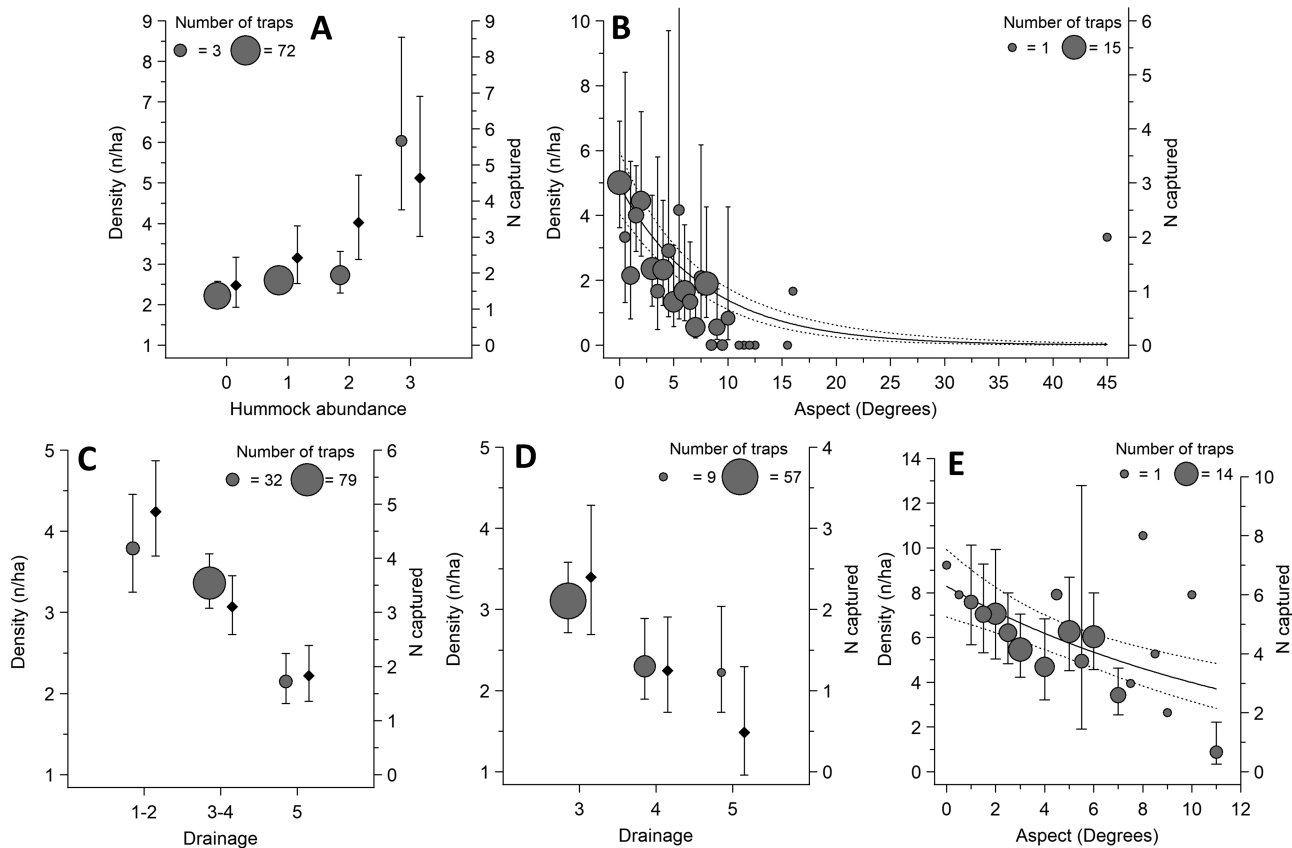 Number of traps
= 3 = 72
A
9
8
7
6
5
4
3
2
1
Density (n/ha)
9
8
7
6
5
4
3
2
1
0
N captured
0 1 2 3
Hummock abundance
B
Number of traps
= 1 = 15
10
8
6
4
2
0
Density (n/ha)
6
5
4
3
2
1
0
N captured
0 5 10 15 20 25 30 35 40 45
Aspect (Degrees)
C
Number of traps
= 32 = 79
5
4
3
2
1
Density (n/ha)
6
5
4
3
2
1
0
N captured
1-2 3-4 5
Drainage
D
Number of traps
= 9 = 57
5
4
3
2
1
Density (n/ha)
4
3
2
1
0
N captured
3 4 5
Drainage
E
Number of traps
= 1 = 14
14
12
10
8
6
4
2
0
Density (n/ha)
10
8
6
4
2
0
N captured
0 2 4 6 8 10 12
Aspect (Degrees)